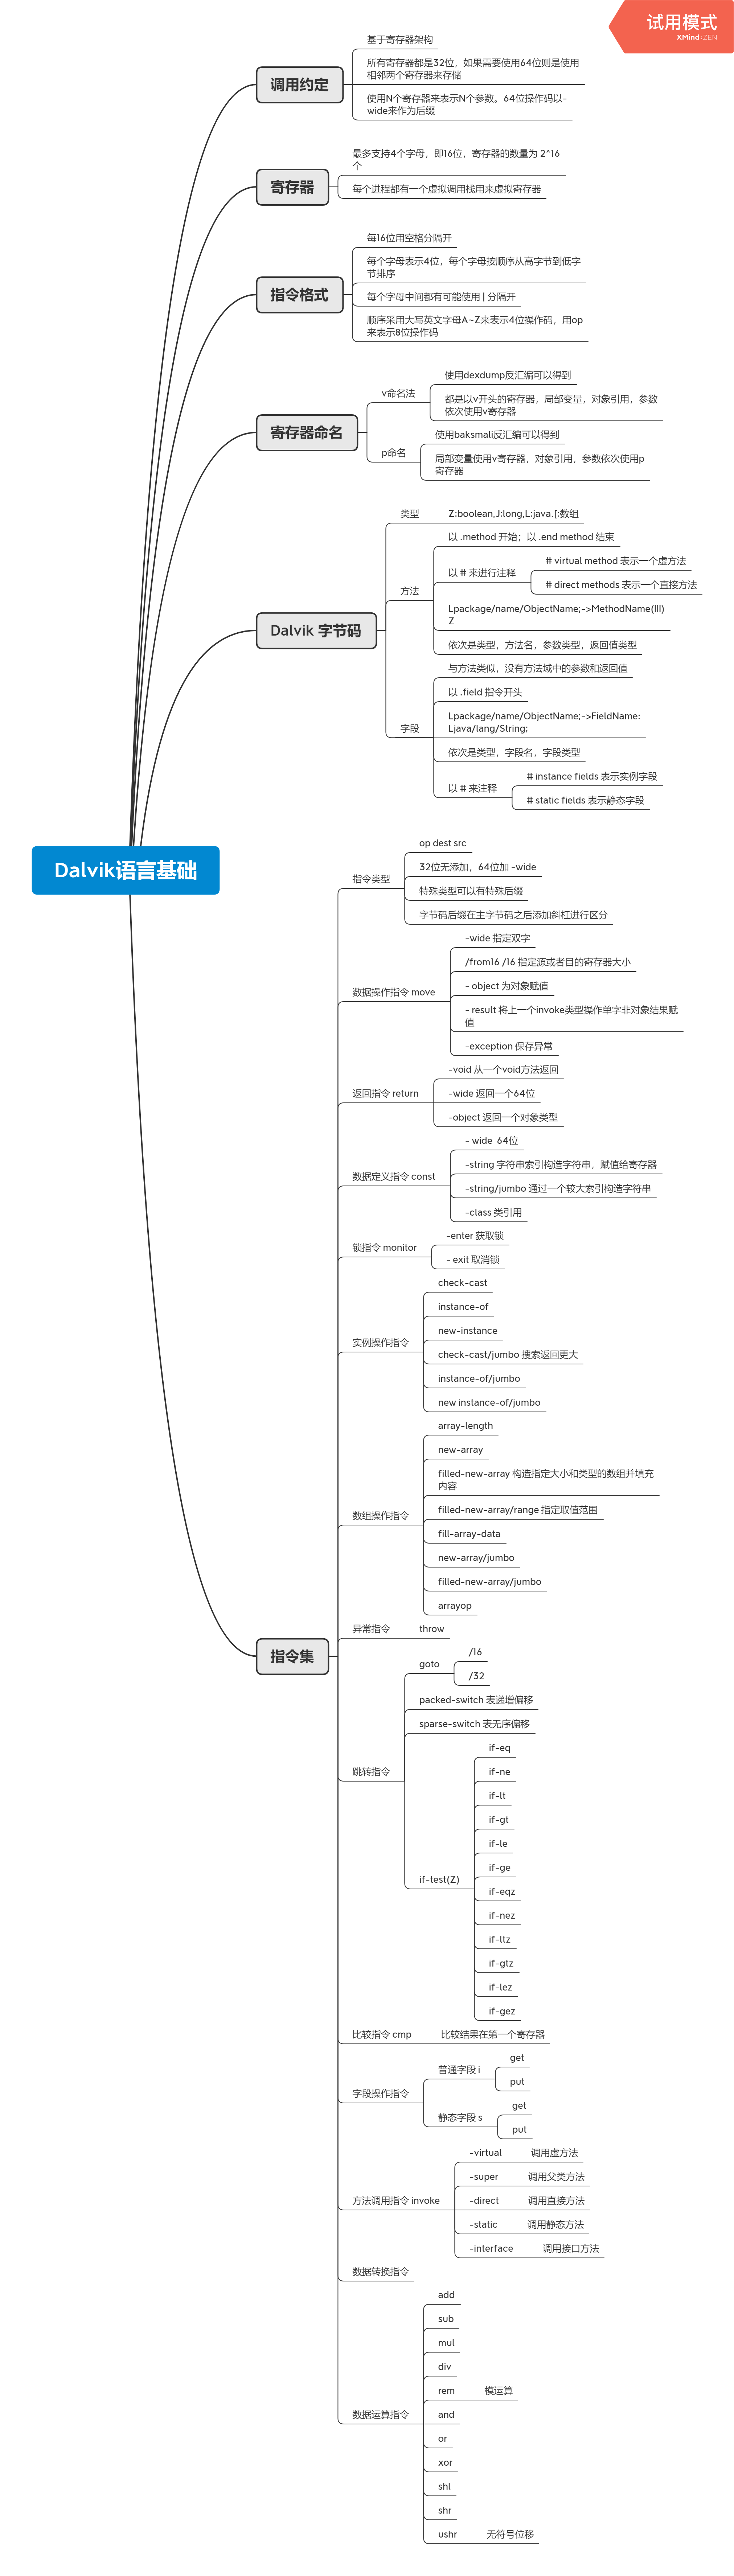 试用模式
XMind:ZEN
Dalvik语言基础
调用约定
基于寄存器架构
所有寄存器都是32位，如果需要使用64位则是使用
相邻两个寄存器来存储
使用N个寄存器来表示N个参数。64位操作码以-
wide来作为后缀
寄存器
最多支持4个字母，即16位，寄存器的数量为 2^16
个
每个进程都有一个虚拟调用栈用来虚拟寄存器
指令格式
每16位用空格分隔开
每个字母表示4位，每个字母按顺序从高字节到低字
节排序
每个字母中间都有可能使用 | 分隔开
顺序采用大写英文字母A~Z来表示4位操作码，用op
来表示8位操作码
寄存器命名
v命名法
使用dexdump反汇编可以得到
都是以v开头的寄存器，局部变量，对象引用，参数
依次使用v寄存器
p命名
使用baksmali反汇编可以得到
局部变量使用v寄存器，对象引用，参数依次使用p
寄存器
Dalvik 字节码
类型
Z:boolean,J:long,L:java.[:数组
方法
以 .method 开始；以 .end method 结束
以 # 来进行注释
# virtual method 表示一个虚方法
# direct methods 表示一个直接方法
Lpackage/name/ObjectName;->MethodName(III)
Z
依次是类型，方法名，参数类型，返回值类型
字段
与方法类似，没有方法域中的参数和返回值
以 .field 指令开头
Lpackage/name/ObjectName;->FieldName:
Ljava/lang/String;
依次是类型，字段名，字段类型
以 # 来注释
# instance fields 表示实例字段
# static fields 表示静态字段
指令集
指令类型
op dest src
32位无添加，64位加 -wide
特殊类型可以有特殊后缀
字节码后缀在主字节码之后添加斜杠进行区分
数据操作指令 move
-wide 指定双字
/from16 /16 指定源或者目的寄存器大小
- object 为对象赋值
- result 将上一个invoke类型操作单字非对象结果赋
值
-exception 保存异常
返回指令 return
-void 从一个void方法返回
-wide 返回一个64位
-object 返回一个对象类型
数据定义指令 const
- wide  64位
-string 字符串索引构造字符串，赋值给寄存器
-string/jumbo 通过一个较大索引构造字符串
-class 类引用
锁指令 monitor
-enter 获取锁
- exit 取消锁
实例操作指令
check-cast
instance-of
new-instance
check-cast/jumbo 搜索返回更大
instance-of/jumbo
new instance-of/jumbo
数组操作指令
array-length
new-array
filled-new-array 构造指定大小和类型的数组并填充
内容
filled-new-array/range 指定取值范围
fill-array-data
new-array/jumbo
filled-new-array/jumbo
arrayop
异常指令
throw
跳转指令
goto
/16
/32
packed-switch 表递增偏移
sparse-switch 表无序偏移
if-test(Z)
if-eq
if-ne
if-lt
if-gt
if-le
if-ge
if-eqz
if-nez
if-ltz
if-gtz
if-lez
if-gez
比较指令 cmp
比较结果在第一个寄存器
字段操作指令
普通字段 i
get
put
静态字段 s
get
put
方法调用指令 invoke
-virtual 调用虚方法
-super 调用父类方法
-direct 调用直接方法
-static 调用静态方法
-interface 调用接口方法
数据转换指令
数据运算指令
add
sub
mul
div
rem 模运算
and
or
xor
shl
shr
ushr 无符号位移